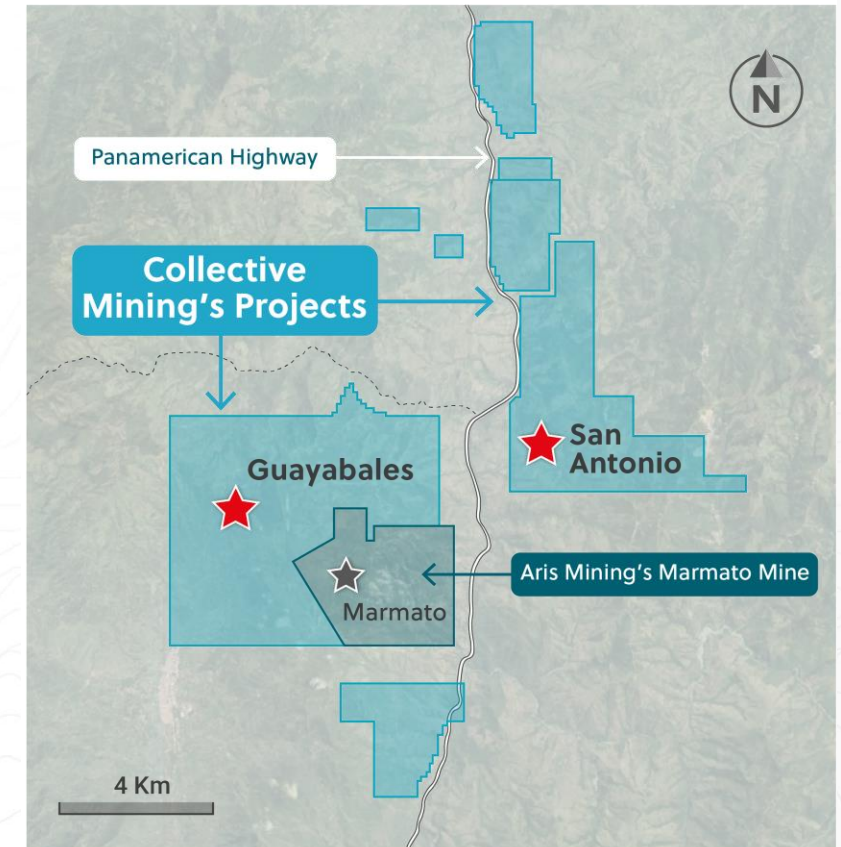 N
Panamerican Highway
Collective
Mining's Projects
San
Antonio
Guayabales
Aris Mining's Marmato Mine
Marmato
4 Km